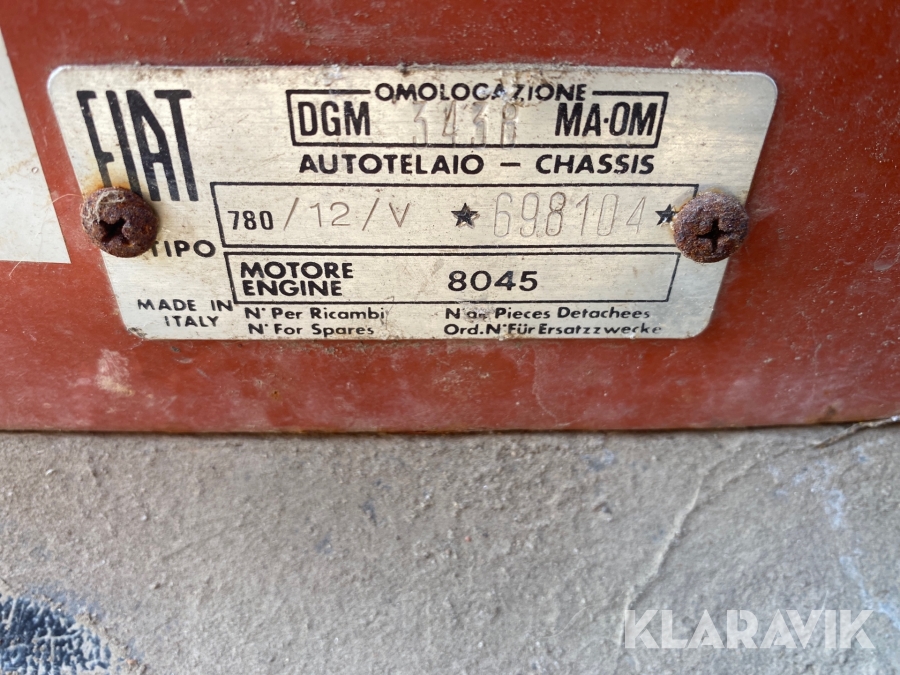 FIAT
OMOLOGAZIONE
DGM 3438 MA·OM
AUTOTELAIO – CHASSIS
TIPO 780 /12/V ★698104★
MOTORE
ENGINE 8045
MADE IN
ITALY
N° Per Ricambi
N° For Spares
N° aux Pieces Detachees
Ord.N° Für Ersatzzwecke
KLARAVIK